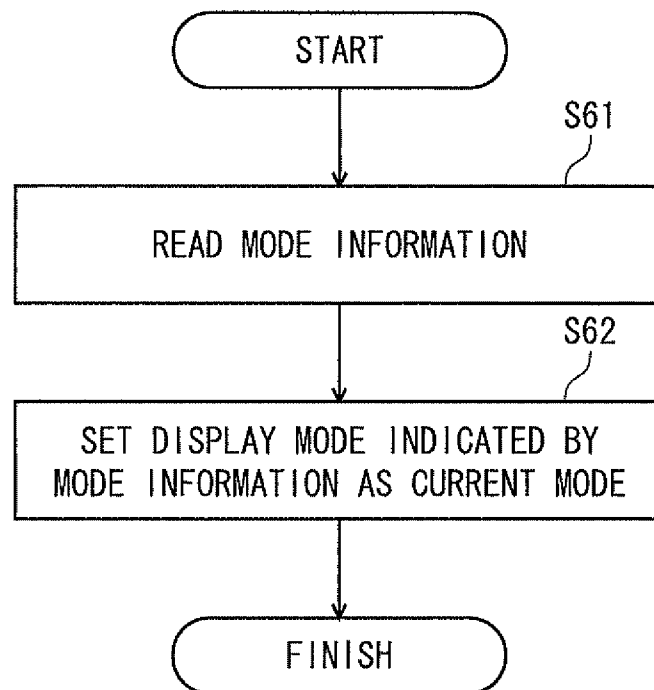 START
S61
READ MODE INFORMATION
S62
SET DISPLAY MODE INDICATED BY
MODE INFORMATION AS CURRENT MODE
FINISH